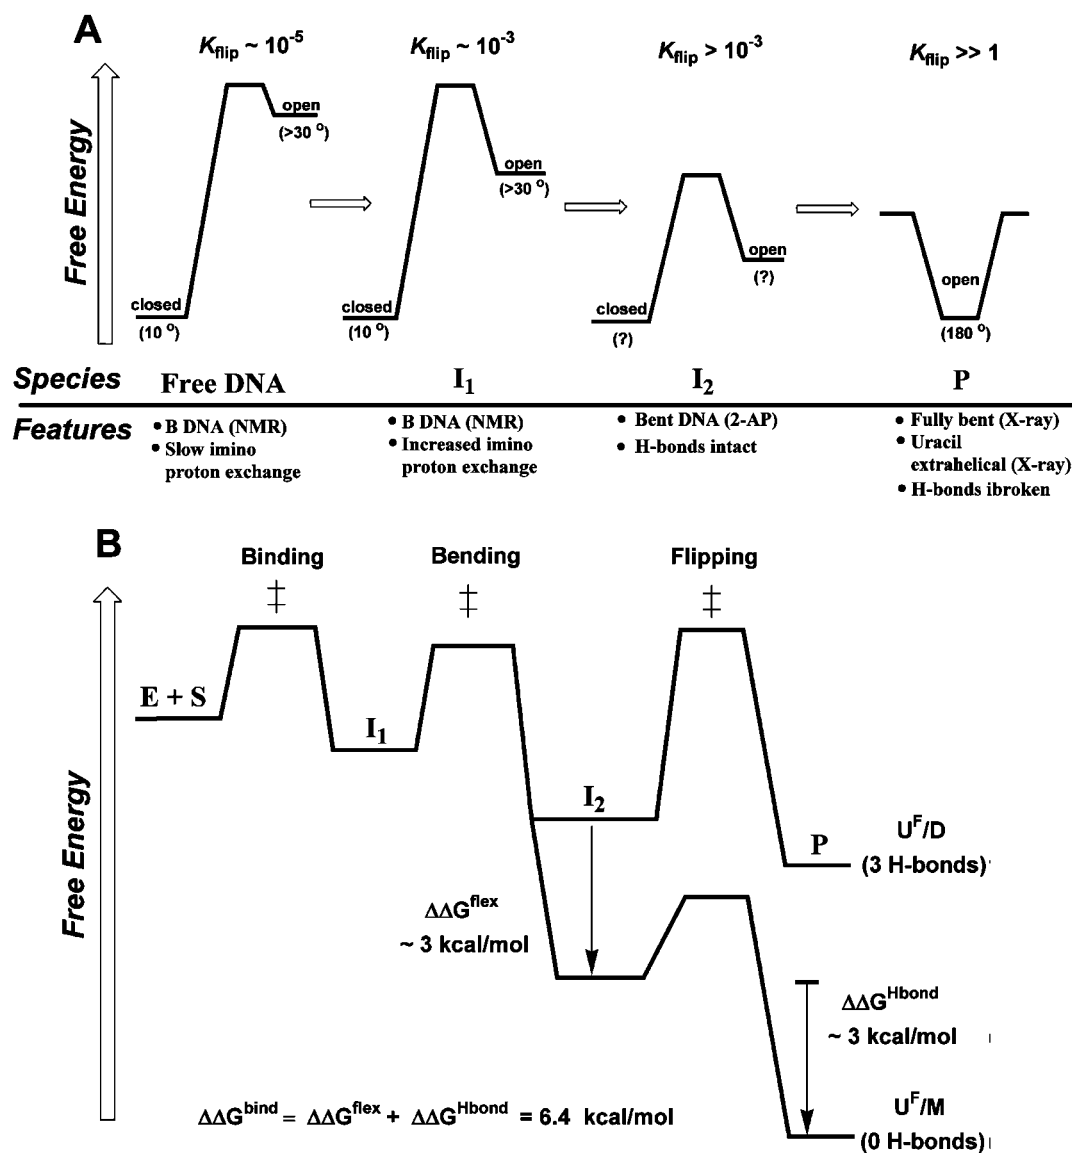 A
K_flip ~ 10^-5
K_flip ~ 10^-3
K_flip > 10^-3
K_flip >> 1
Free Energy
closed
(10 °)
open
(>30 °)
closed
(10 °)
open
(>30 °)
closed
(?)
open
(?)
open
(180 °)
Species
Free DNA
I₁
I₂
P
Features
• B DNA (NMR)
• Slow imino
proton exchange
• B DNA (NMR)
• Increased imino
proton exchange
• Bent DNA (2-AP)
• H-bonds intact
• Fully bent (X-ray)
• Uracil
extrahelical (X-ray)
• H-bonds ibroken
B
Free Energy
Binding
‡
Bending
‡
Flipping
‡
E + S
I₁
I₂
P
U^F/D
(3 H-bonds)
ΔΔG^flex
~ 3 kcal/mol
ΔΔG^Hbond
~ 3 kcal/mol
U^F/M
(0 H-bonds)
ΔΔG^bind = ΔΔG^flex + ΔΔG^Hbond = 6.4 kcal/mol